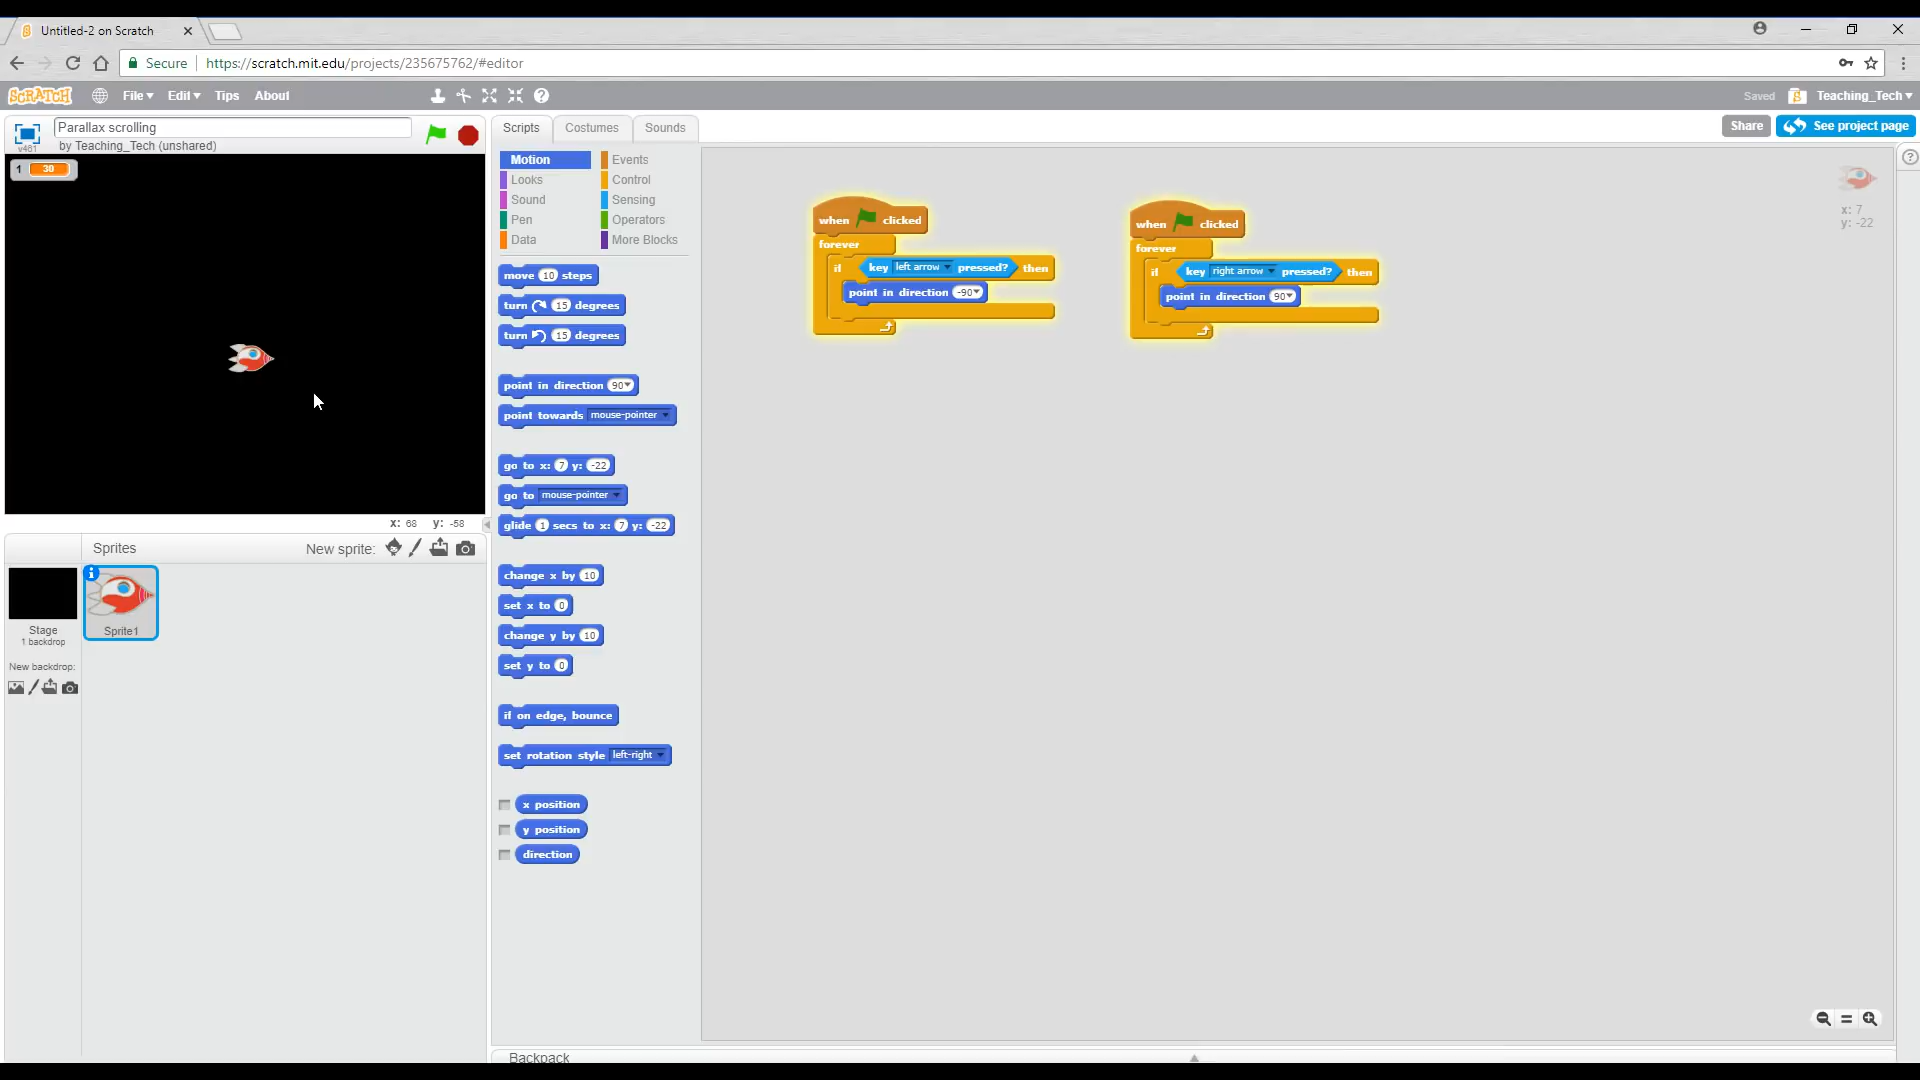 Untitled-2 on Scratch
Secure https://scratch.mit.edu/projects/235675762/#editor
SCRATCH File Edit Tips About Saved Teaching_Tech
Parallax scrolling
by Teaching_Tech (unshared)
v461
Scripts Costumes Sounds
Share See project page
1 30
Motion Events
Looks Control
Sound Sensing
Pen Operators
Data More Blocks
move 10 steps
turn 15 degrees
turn 15 degrees
point in direction 90
point towards mouse-pointer
go to x: 7 y: -22
go to mouse-pointer
glide 1 secs to x: 7 y: -22
change x by 10
set x to 0
change y by 10
set y to 0
if on edge, bounce
set rotation style left-right
x position
y position
direction
when clicked
forever
if key left arrow pressed? then
point in direction -90
when clicked
forever
if key right arrow pressed? then
point in direction 90
x: 7
y: -22
x: 68 y: -58
Sprites New sprite:
Stage
1 backdrop
New backdrop:
Sprite1
Backpack